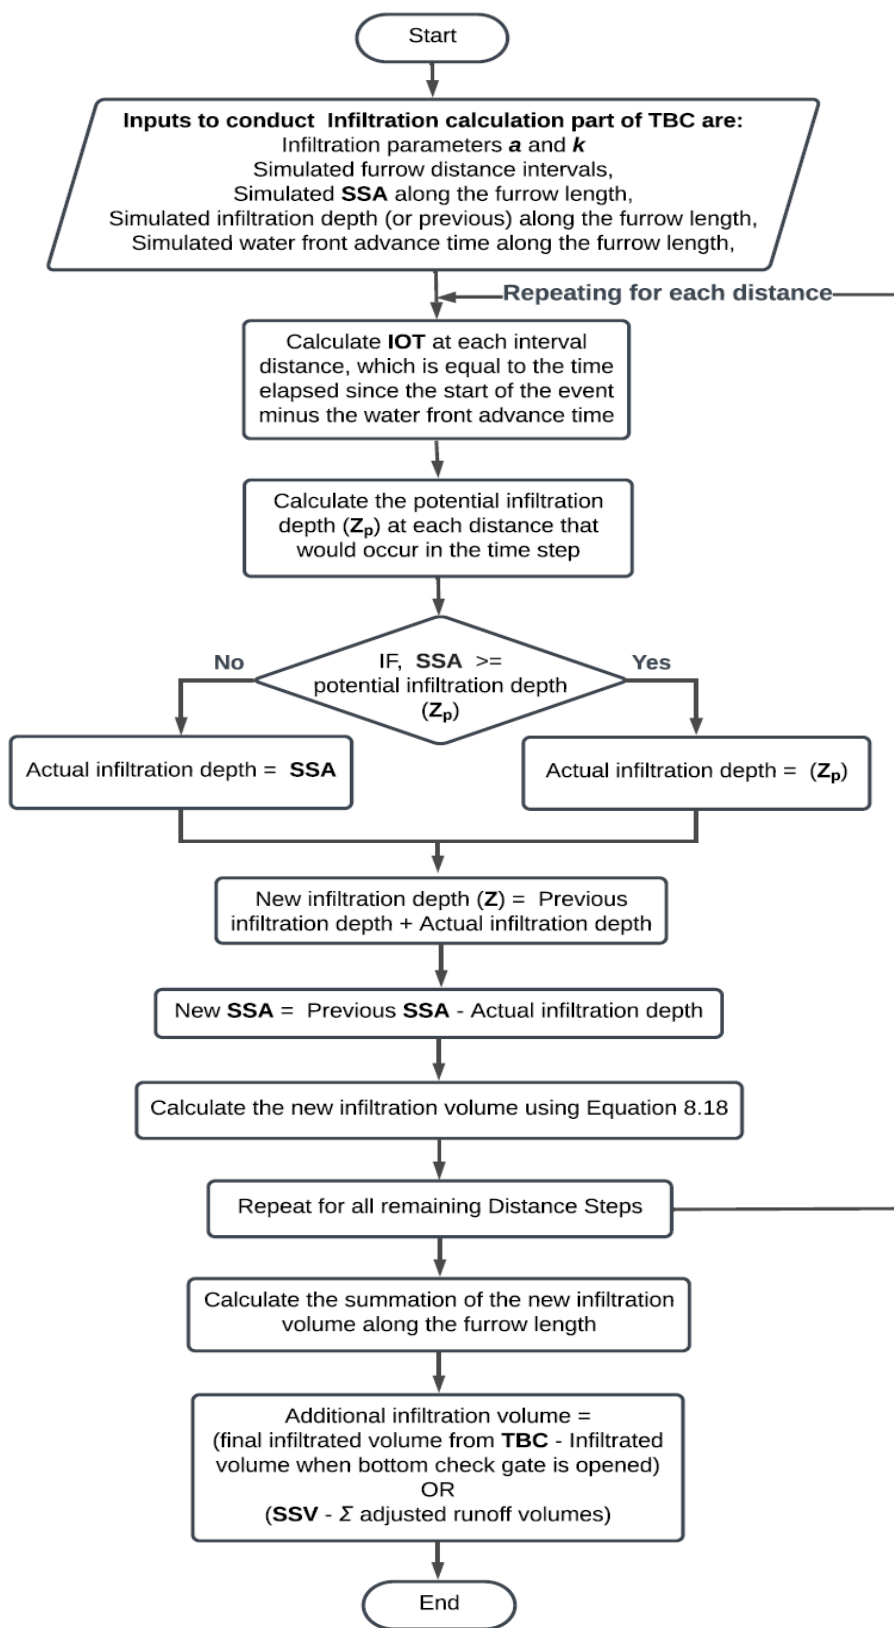 Start
Inputs to conduct Infiltration calculation part of TBC are:
Infiltration parameters a and k
Simulated furrow distance intervals,
Simulated SSA along the furrow length,
Simulated infiltration depth (or previous) along the furrow length,
Simulated water front advance time along the furrow length,
Repeating for each distance
Calculate IOT at each interval
distance, which is equal to the time
elapsed since the start of the event
minus the water front advance time
Calculate the potential infiltration
depth (Zp) at each distance that
would occur in the time step
No
IF, SSA >=
potential infiltration depth
(Zp)
Yes
Actual infiltration depth = SSA
Actual infiltration depth = (Zp)
New infiltration depth (Z) = Previous
infiltration depth + Actual infiltration depth
New SSA = Previous SSA - Actual infiltration depth
Calculate the new infiltration volume using Equation 8.18
Repeat for all remaining Distance Steps
Calculate the summation of the new infiltration
volume along the furrow length
Additional infiltration volume =
(final infiltrated volume from TBC - Infiltrated
volume when bottom check gate is opened)
OR
(SSV - Σ adjusted runoff volumes)
End